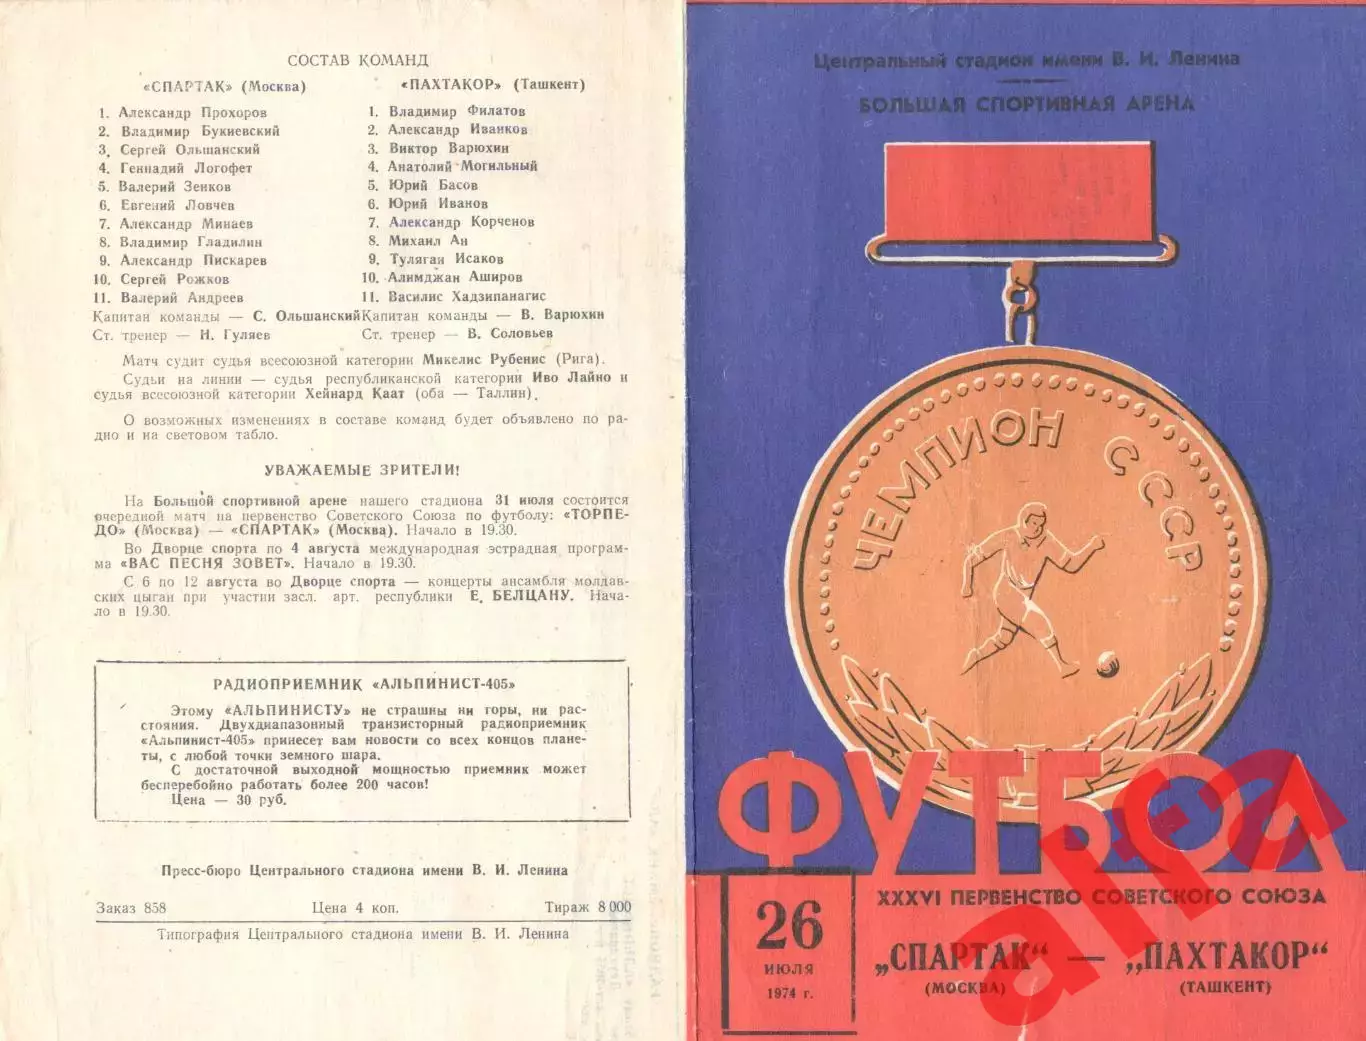 СОСТАВ КОМАНД
«СПАРТАК» (Москва)
1. Александр Прохоров
2. Владимир Букиевский
3. Сергей Ольшанский
4. Геннадий Логофет
5. Валерий Зенков
6. Евгений Ловчев
7. Александр Минаев
8. Владимир Гладилин
9. Александр Пискарев
10. Сергей Рожков
11. Валерий Андреев
Капитан команды — С. Ольшанский
Ст. тренер — Н. Гуляев
«ПАХТАКОР» (Ташкент)
1. Владимир Филатов
2. Александр Иванков
3. Виктор Варюхин
4. Анатолий Могильный
5. Юрий Басов
6. Юрий Иванов
7. Александр Корченов
8. Михаил Ан
9. Туляган Исаков
10. Алимджан Аширов
11. Василис Хадзипанагис
Капитан команды — В. Варюхин
Ст. тренер — В. Соловьев
Матч судит судья всесоюзной категории Микелис Рубенис (Рига).
Судьи на линии — судья республиканской категории Иво Лайно и
судья всесоюзной категории Хейнард Каат (оба — Таллин).
О возможных изменениях в составе команд будет объявлено по ра-
дио и на световом табло.
УВАЖАЕМЫЕ ЗРИТЕЛИ!
На Большой спортивной арене нашего стадиона 31 июля состоится
очередной матч на первенство Советского Союза по футболу: «ТОРПЕ-
ДО» (Москва) — «СПАРТАК» (Москва). Начало в 19.30.
Во Дворце спорта по 4 августа международная эстрадная програм-
ма «ВАС ПЕСНЯ ЗОВЕТ». Начало в 19.30.
С 6 по 12 августа во Дворце спорта — концерты ансамбля молдав-
ских цыган при участии засл. арт. республики Е. БЕЛЦАНУ. Нача-
ло в 19.30.
РАДИОПРИЕМНИК «АЛЬПИНИСТ-405»
Этому «АЛЬПИНИСТУ» не страшны ни горы, ни рас-
стояния. Двухдиапазонный транзисторный радиоприемник
«Альпинист-405» принесет вам новости со всех концов плане-
ты, с любой точки земного шара.
С достаточной выходной мощностью приемник может
бесперебойно работать более 200 часов!
Цена — 30 руб.
Пресс-бюро Центрального стадиона имени В. И. Ленина
Заказ 858 Цена 4 коп. Тираж 8 000
Типография Центрального стадиона имени В. И. Ленина
Центральный стадион имени В. И. Ленина
БОЛЬШАЯ СПОРТИВНАЯ АРЕНА
ЧЕМПИОН СССР
ФУТБОЛ
26
ИЮЛЯ
1974 г.
XXXVI ПЕРВЕНСТВО СОВЕТСКОГО СОЮЗА
„СПАРТАК“ — „ПАХТАКОР“
(МОСКВА) (ТАШКЕНТ)
alfa